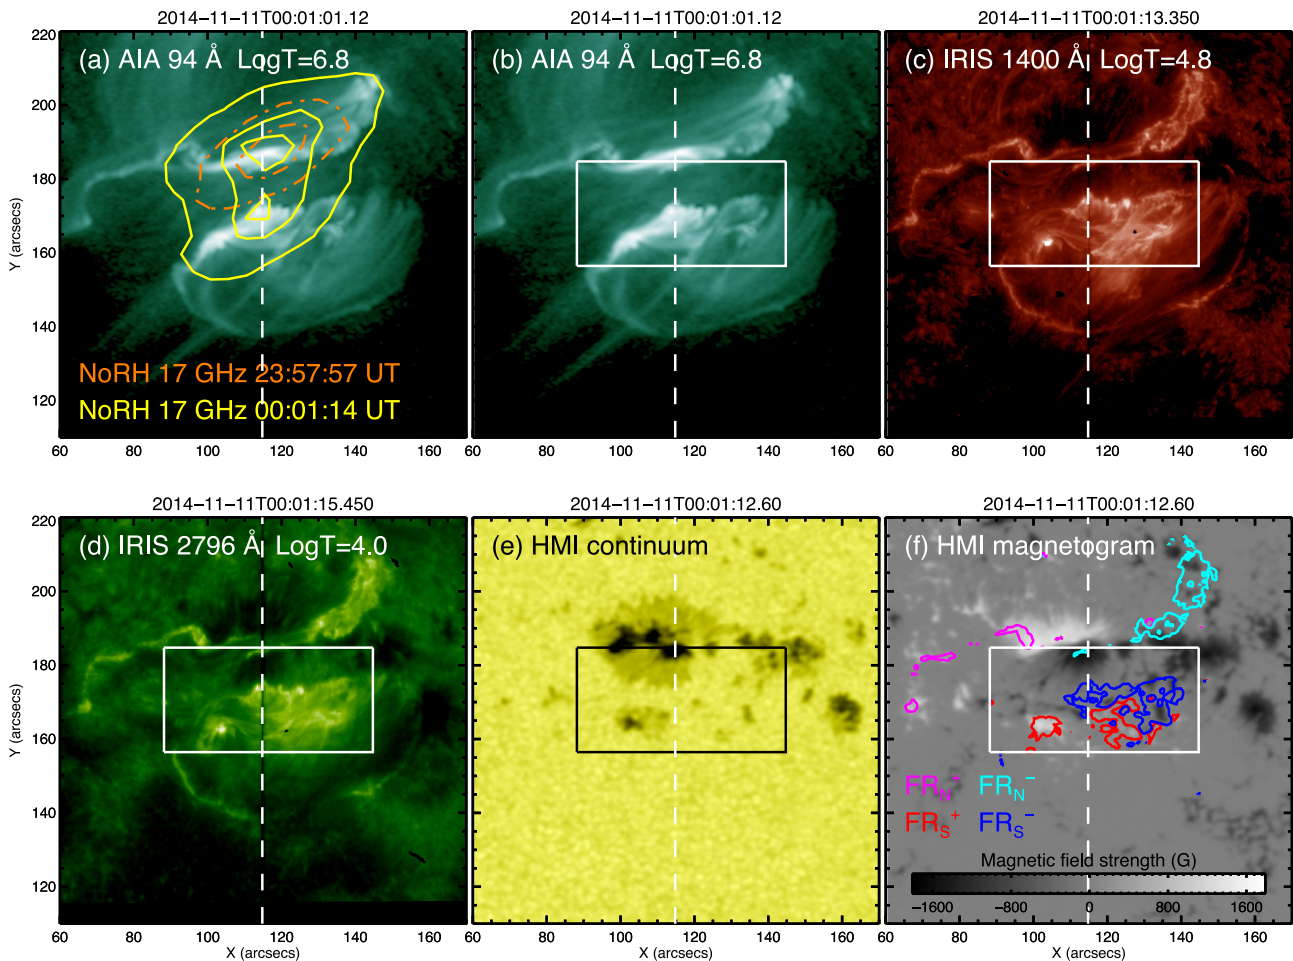 2014−11−11T00:01:01.12
2014−11−11T00:01:01.12
2014−11−11T00:01:13.350
(a) AIA 94 Å LogT=6.8
(b) AIA 94 Å LogT=6.8
(c) IRIS 1400 Å LogT=4.8
220
200
180
160
140
120
Y (arcsecs)
NoRH 17 GHz 23:57:57 UT
NoRH 17 GHz 00:01:14 UT
60 80 100 120 140 160
60 80 100 120 140 160
60 80 100 120 140 160
2014−11−11T00:01:15.450
2014−11−11T00:01:12.60
2014−11−11T00:01:12.60
(d) IRIS 2796 Å LogT=4.0
(e) HMI continuum
(f) HMI magnetogram
220
200
180
160
140
120
Y (arcsecs)
FR_N^+ FR_N^−
FR_S^+ FR_S^−
Magnetic field strength (G)
−1600 −800 0 800 1600
60 80 100 120 140 160
60 80 100 120 140 160
60 80 100 120 140 160
X (arcsecs)
X (arcsecs)
X (arcsecs)